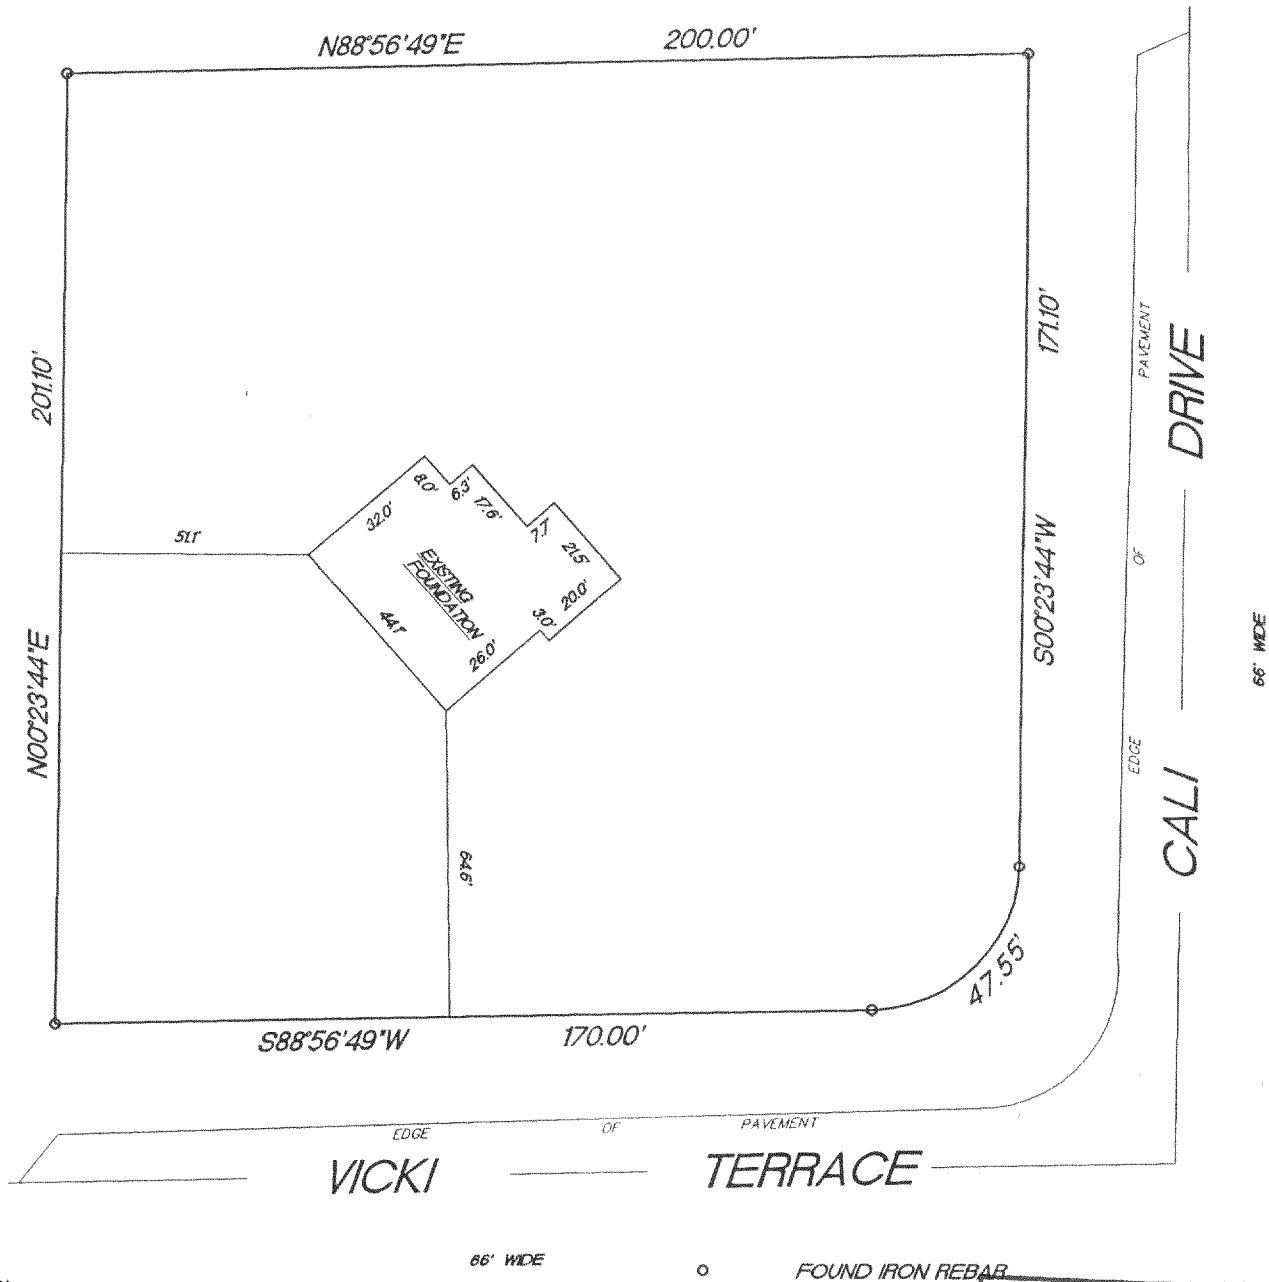 N88°56'49"E 200.00'
201.10'
N00°23'44"E
171.10'
S00°23'44"W
PAVEMENT
OF
EDGE
CALI DRIVE
66' WIDE
51.1'
32.0'
8.0'
6.3'
17.6'
7.7'
21.5'
20.0'
3.0'
26.0'
44.1'
EXISTING
FOUNDATION
64.6'
47.55'
S88°56'49"W 170.00'
EDGE OF PAVEMENT
VICKI TERRACE
66' WIDE
FOUND IRON REBAR